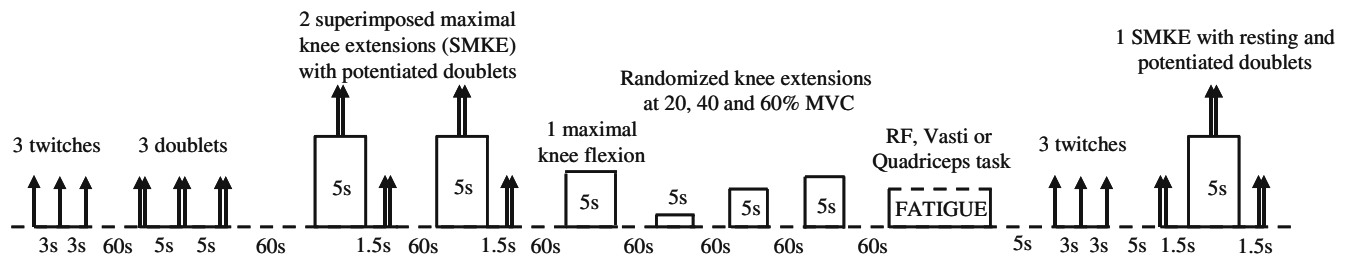 2 superimposed maximal
knee extensions (SMKE)
with potentiated doublets
1 SMKE with resting and
potentiated doublets
Randomized knee extensions
at 20, 40 and 60% MVC
3 twitches
3 doublets
1 maximal
knee flexion
RF, Vasti or
Quadriceps task
3 twitches
5s
5s
5s
5s
5s
5s
FATIGUE
5s
3s 3s 60s 5s 5s 60s 1.5s 60s 1.5s 60s 60s 60s 60s 60s 5s 3s 3s 5s 1.5s 1.5s